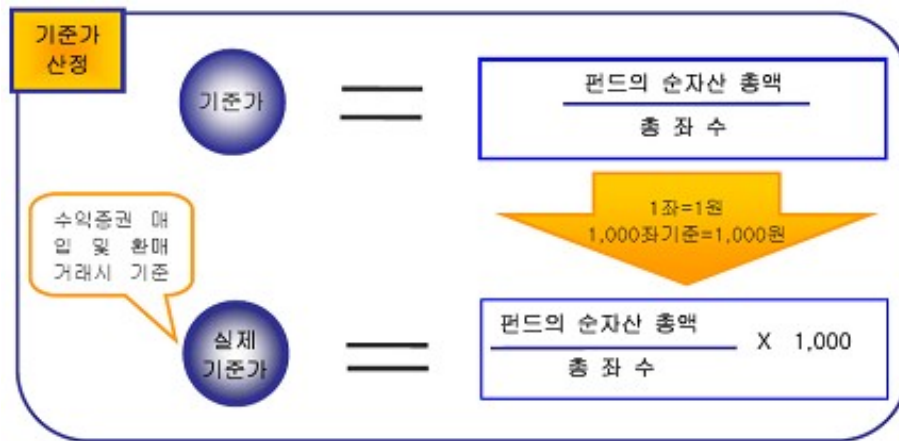 기준가
산정
기준가
펀드의 순자산 총액
총 좌 수
1좌=1원
1,000좌기준=1,000원
수익증권 매
입 및 환매
거래시 기준
실제
기준가
펀드의 순자산 총액
총 좌 수
X 1,000